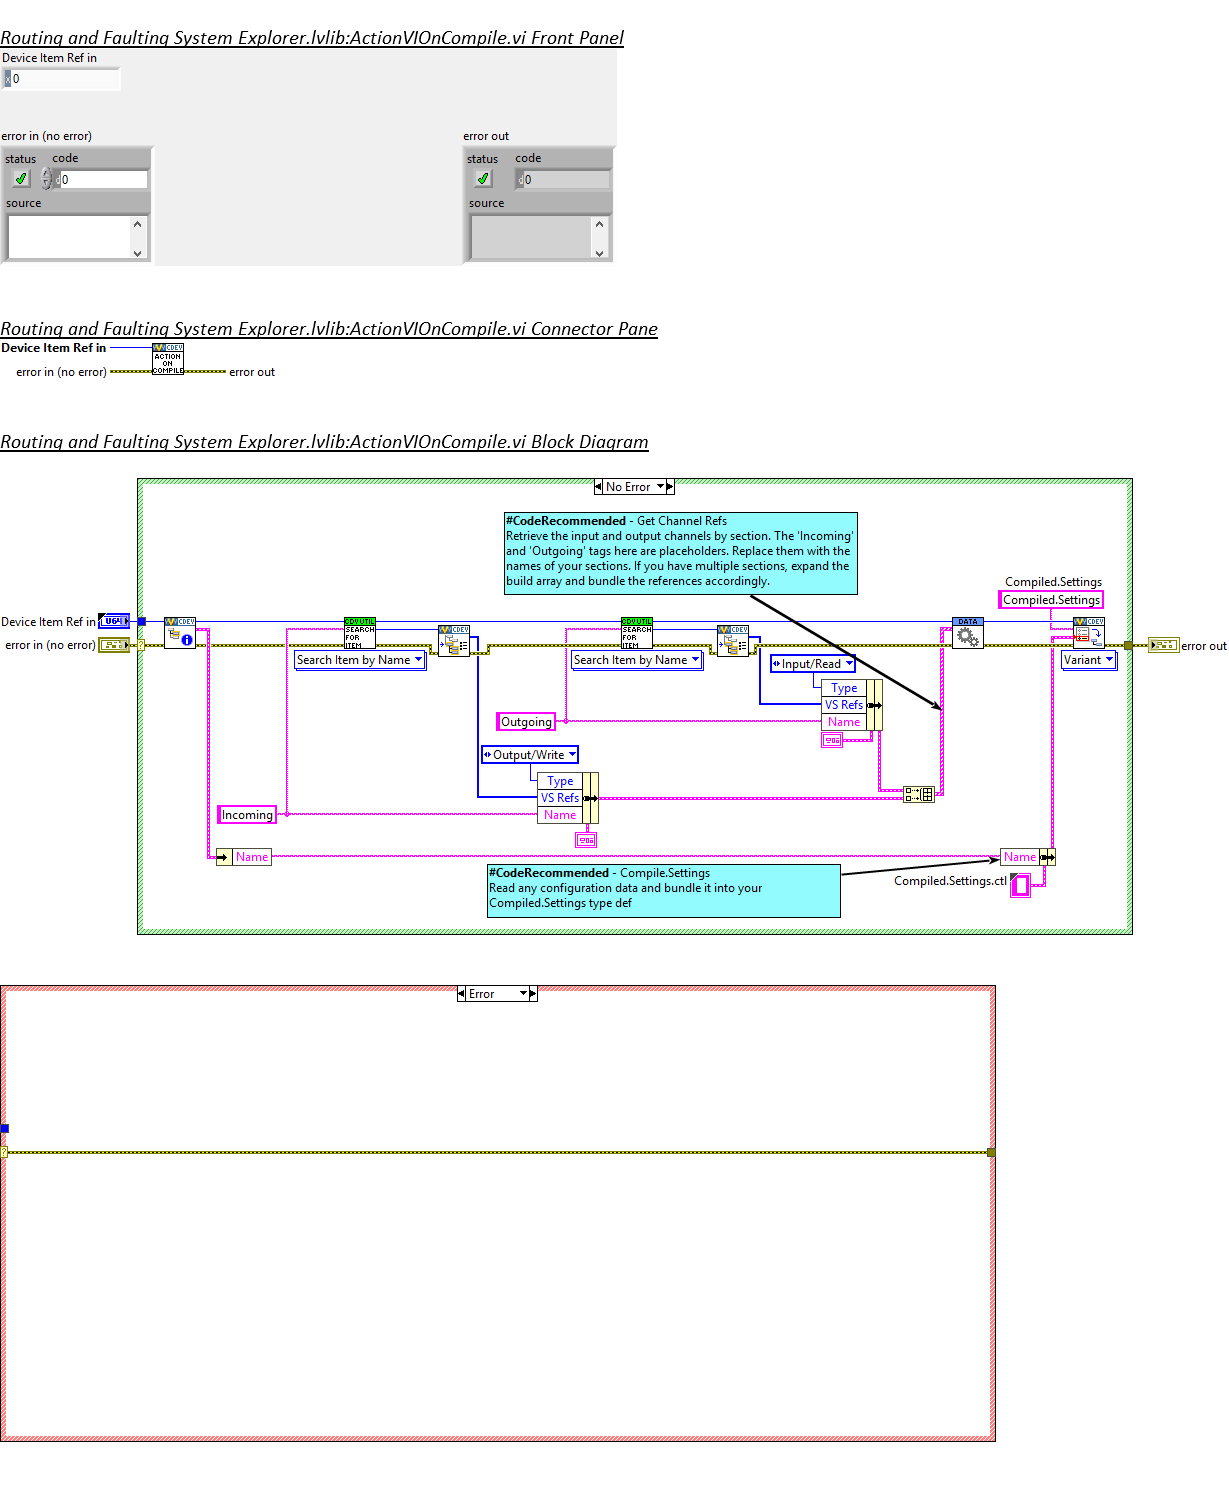 Routing and Faulting System Explorer.lvlib:ActionVIOnCompile.vi Front Panel
Device Item Ref in
x 0
error in (no error)
error out
status code
d 0
source
status code
d 0
source
Routing and Faulting System Explorer.lvlib:ActionVIOnCompile.vi Connector Pane
Device Item Ref in
CDEV
ACTION
ON
COMPILE
error in (no error)
error out
Routing and Faulting System Explorer.lvlib:ActionVIOnCompile.vi Block Diagram
No Error
#CodeRecommended - Get Channel Refs
Retrieve the input and output channels by section. The 'Incoming'
and 'Outgoing' tags here are placeholders. Replace them with the
names of your sections. If you have multiple sections, expand the
build array and bundle the references accordingly.
Compiled.Settings
Compiled.Settings
Device Item Ref in
U64
CDEV
CDVUTIL
SEARCH
FOR
ITEM
CDEV
CDVUTIL
SEARCH
FOR
ITEM
CDEV
DATA
CDEV
error in (no error)
?
error out
Search Item by Name
Search Item by Name
Variant
Input/Read
Type
VS Refs
Name
Outgoing
Output/Write
Type
VS Refs
Name
Incoming
Name
Name
#CodeRecommended - Compile.Settings
Read any configuration data and bundle it into your
Compiled.Settings type def
Compiled.Settings.ctl
Error
?